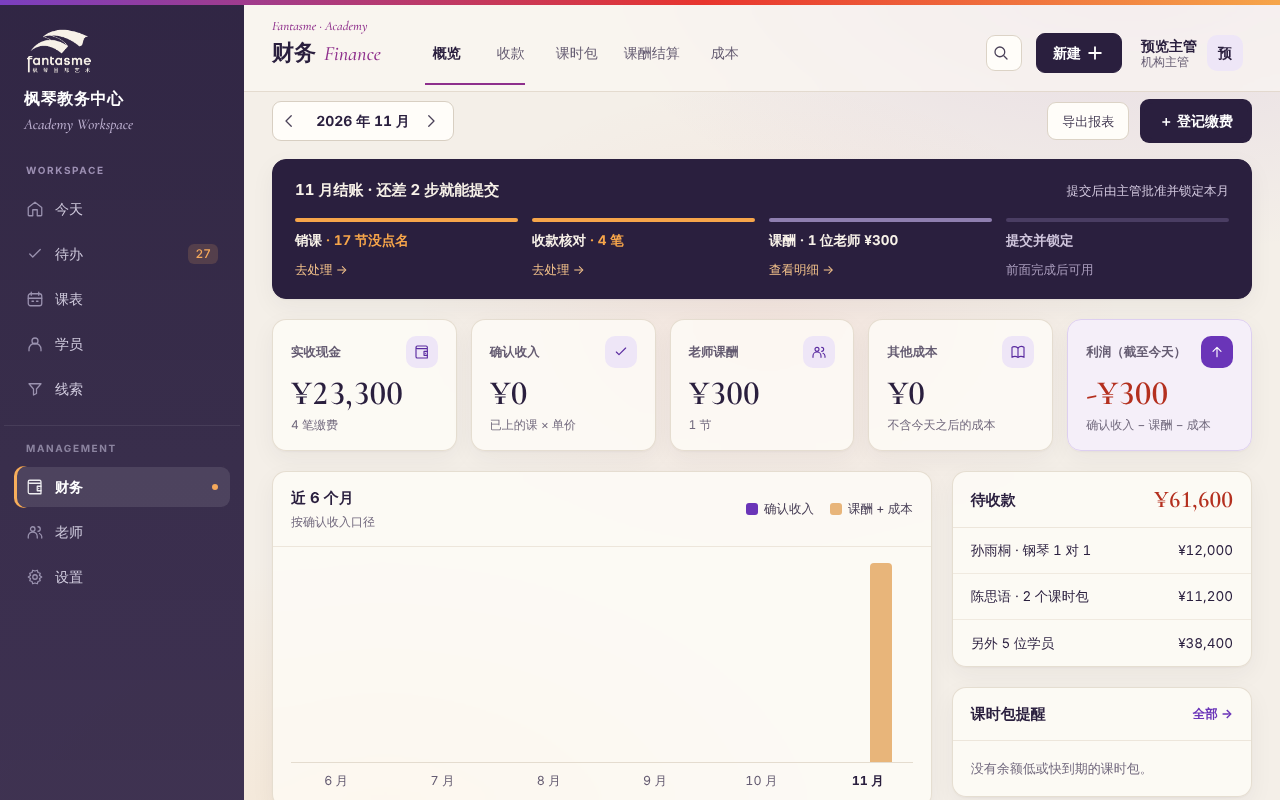 fantasme
枫琴国际艺术
枫琴教务中心
Academy Workspace
WORKSPACE
今天
待办 27
课表
学员
线索
MANAGEMENT
财务
老师
设置
Fantasme · Academy
财务 Finance
概览 收款 课时包 课酬结算 成本
新建
预览主管
机构主管
预
2026 年 11 月
导出报表
+ 登记缴费
11 月结账 · 还差 2 步就能提交
提交后由主管批准并锁定本月
销课 · 17 节没点名
去处理 →
收款核对 · 4 笔
去处理 →
课酬 · 1 位老师 ¥300
查看明细 →
提交并锁定
前面完成后可用
实收现金
¥23,300
4 笔缴费
确认收入
¥0
已上的课 × 单价
老师课酬
¥300
1 节
其他成本
¥0
不含今天之后的成本
利润（截至今天）
-¥300
确认收入 − 课酬 − 成本
近 6 个月
按确认收入口径
确认收入 课酬 + 成本
6 月 7 月 8 月 9 月 10 月 11 月
待收款 ¥61,600
孙雨桐 · 钢琴 1 对 1 ¥12,000
陈思语 · 2 个课时包 ¥11,200
另外 5 位学员 ¥38,400
课时包提醒 全部 →
没有余额低或快到期的课时包。